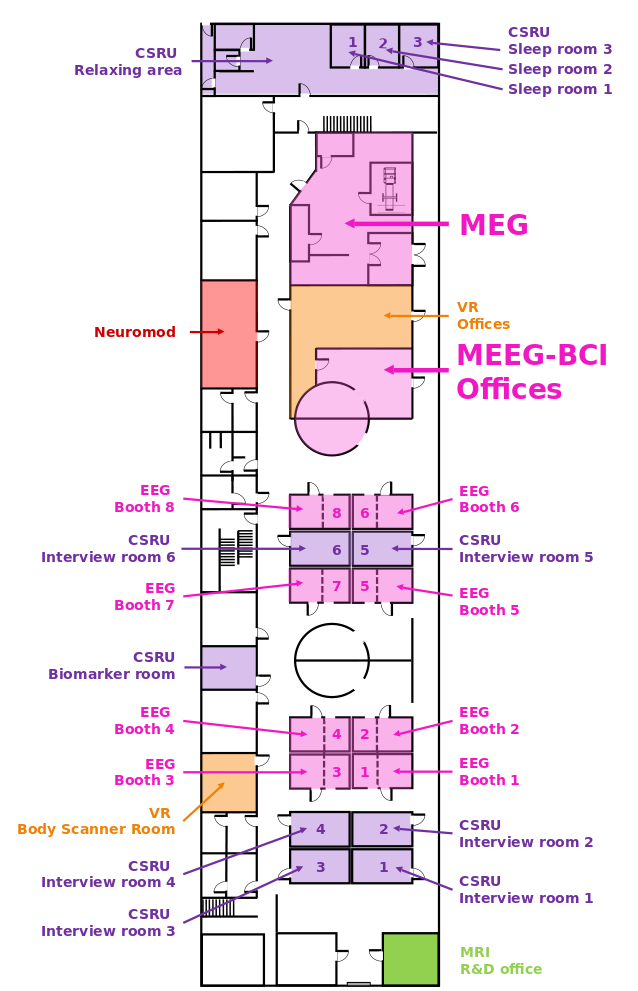 CSRU
Relaxing area
1
2
3
CSRU
Sleep room 3
Sleep room 2
Sleep room 1
MEG
VR
Offices
Neuromod
MEEG-BCI
Offices
EEG
Booth 8
8
6
EEG
Booth 6
CSRU
Interview room 6
6
5
CSRU
Interview room 5
EEG
Booth 7
7
5
EEG
Booth 5
CSRU
Biomarker room
EEG
Booth 4
4
2
EEG
Booth 2
EEG
Booth 3
3
1
EEG
Booth 1
VR
Body Scanner Room
4
2
CSRU
Interview room 2
CSRU
Interview room 4
3
1
CSRU
Interview room 1
CSRU
Interview room 3
MRI
R&D office